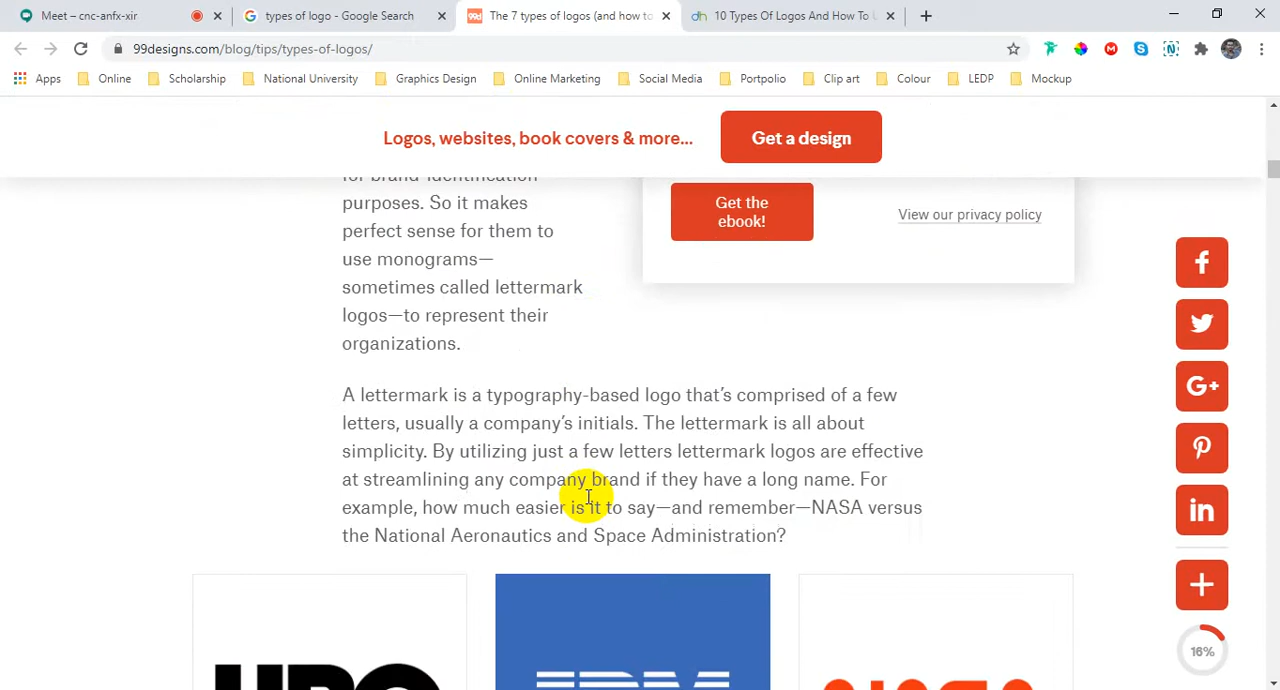 Meet – cnc-anfx-xir
types of logo - Google Search
The 7 types of logos (and how to
10 Types Of Logos And How To U
99designs.com/blog/tips/types-of-logos/
Apps
Online
Scholarship
National University
Graphics Design
Online Marketing
Social Media
Portpolio
Clip art
Colour
LEDP
Mockup
Logos, websites, book covers & more...
Get a design
for brand-identification
purposes. So it makes
perfect sense for them to
use monograms—
sometimes called lettermark
logos—to represent their
organizations.
Get the
ebook!
View our privacy policy
A lettermark is a typography-based logo that's comprised of a few
letters, usually a company's initials. The lettermark is all about
simplicity. By utilizing just a few letters lettermark logos are effective
at streamlining any company brand if they have a long name. For
example, how much easier is it to say—and remember—NASA versus
the National Aeronautics and Space Administration?
HBO
IBM
NASA
G+
in
16%